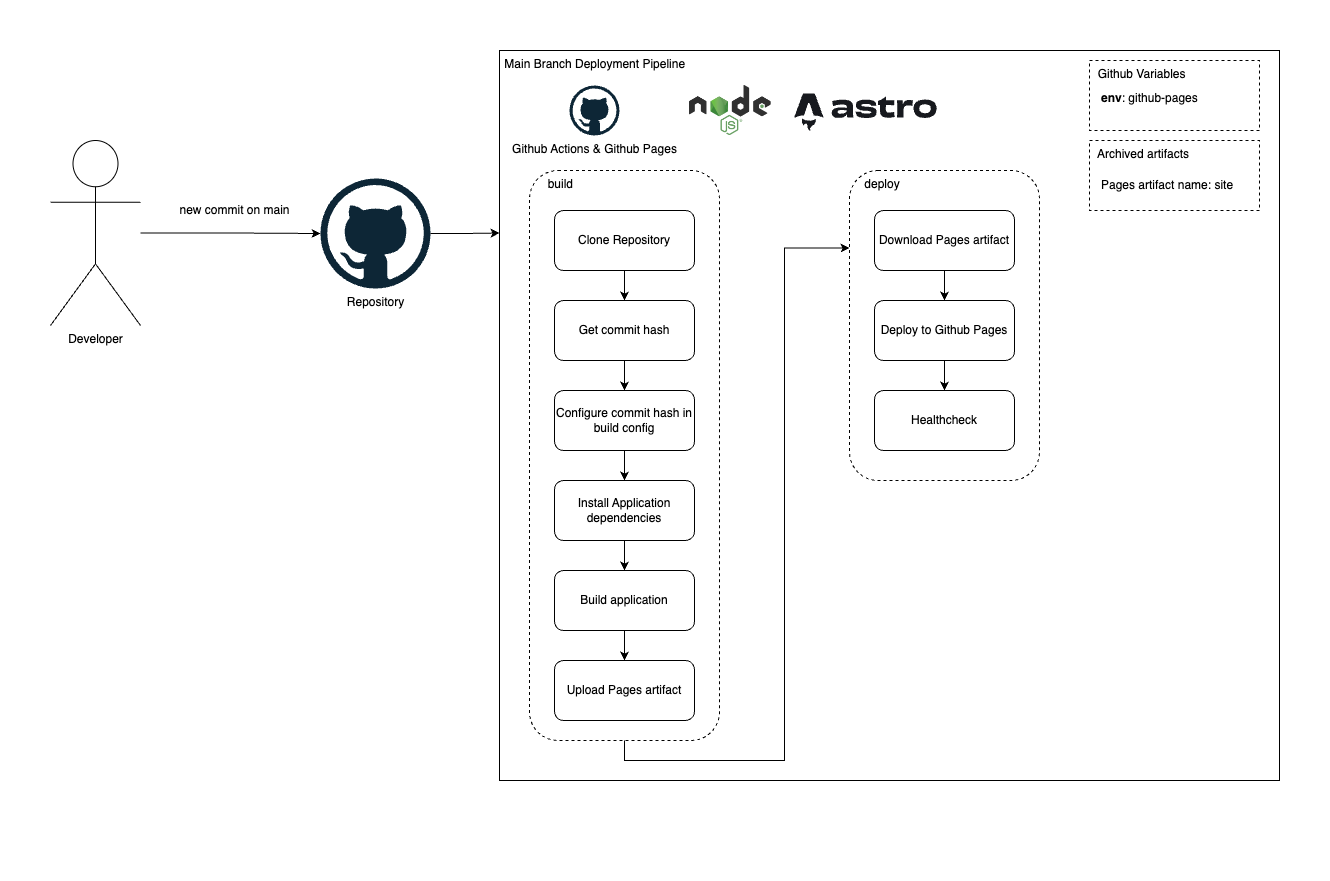 Main Branch Deployment Pipeline
Github Variables
env: github-pages
node
JS
astro
Github Actions & Github Pages
Archived artifacts
Pages artifact name: site
Developer
new commit on main
Repository
build
Clone Repository
Get commit hash
Configure commit hash in
build config
Install Application
dependencies
Build application
Upload Pages artifact
deploy
Download Pages artifact
Deploy to Github Pages
Healthcheck